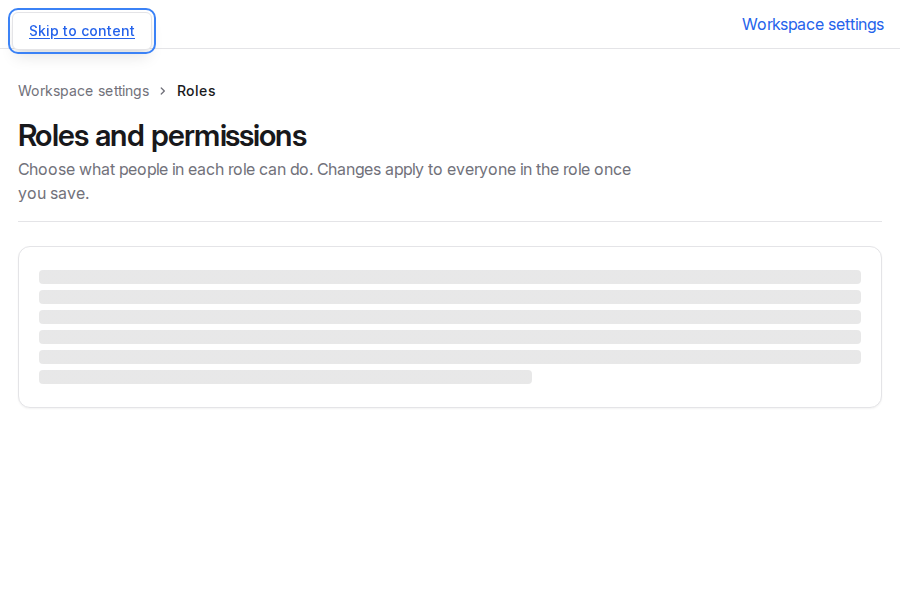 Skip to content
Workspace settings
Workspace settings > Roles
Roles and permissions
Choose what people in each role can do. Changes apply to everyone in the role once
you save.